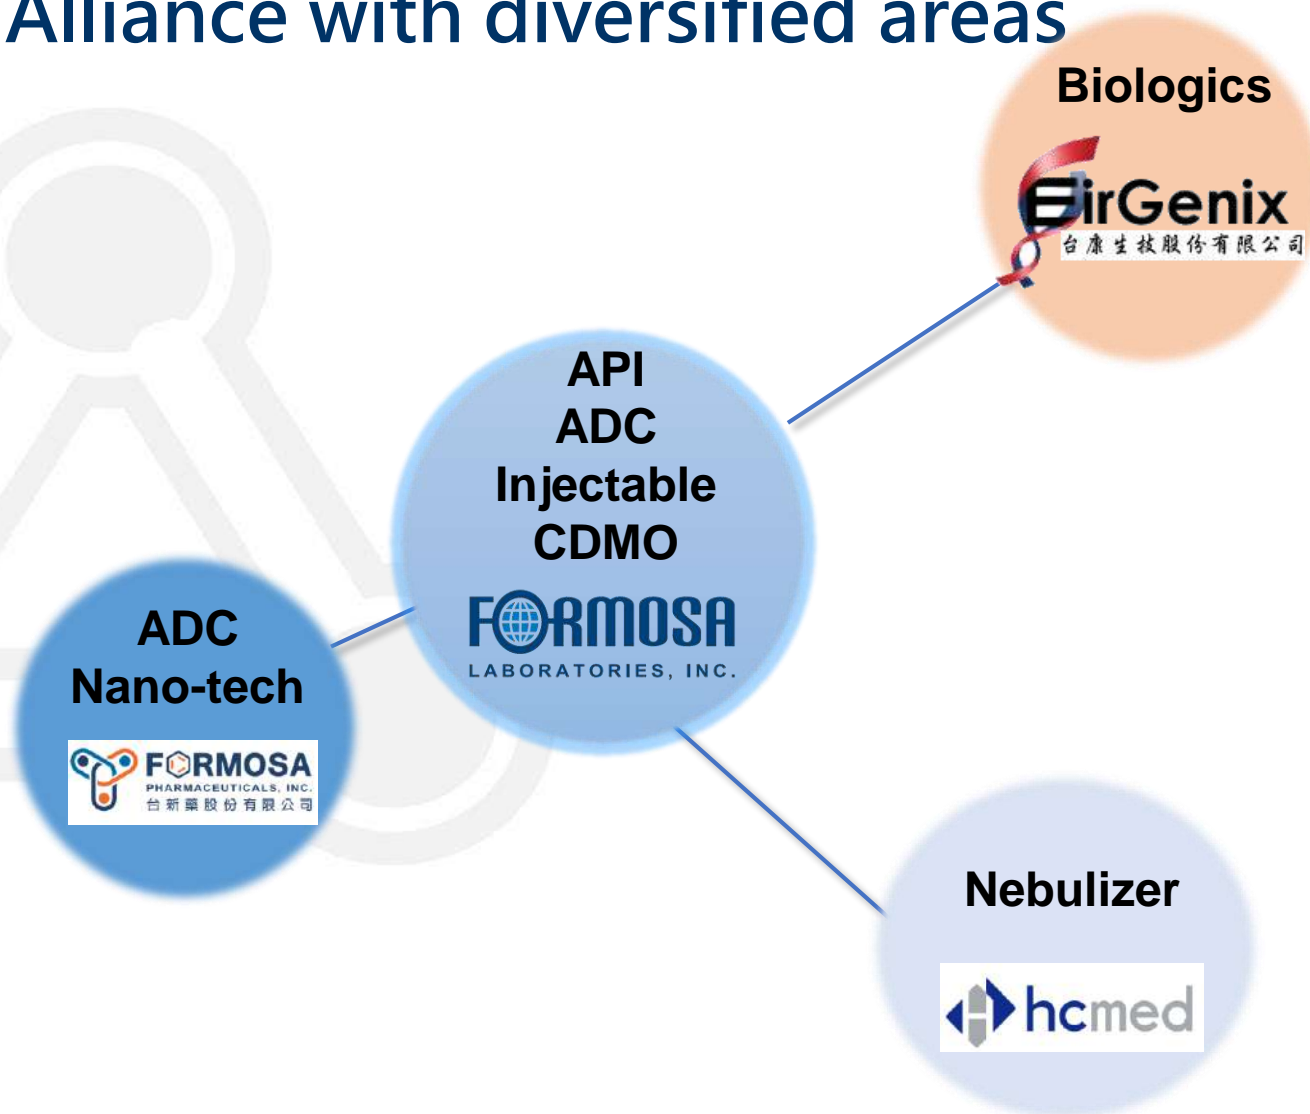 Alliance with diversified areas
Biologics
EirGenix
台康生技股份有限公司
API
ADC
Injectable
CDMO
FORMOSA
LABORATORIES, INC.
ADC
Nano-tech
FORMOSA
PHARMACEUTICALS, INC.
台新藥股份有限公司
Nebulizer
hcmed